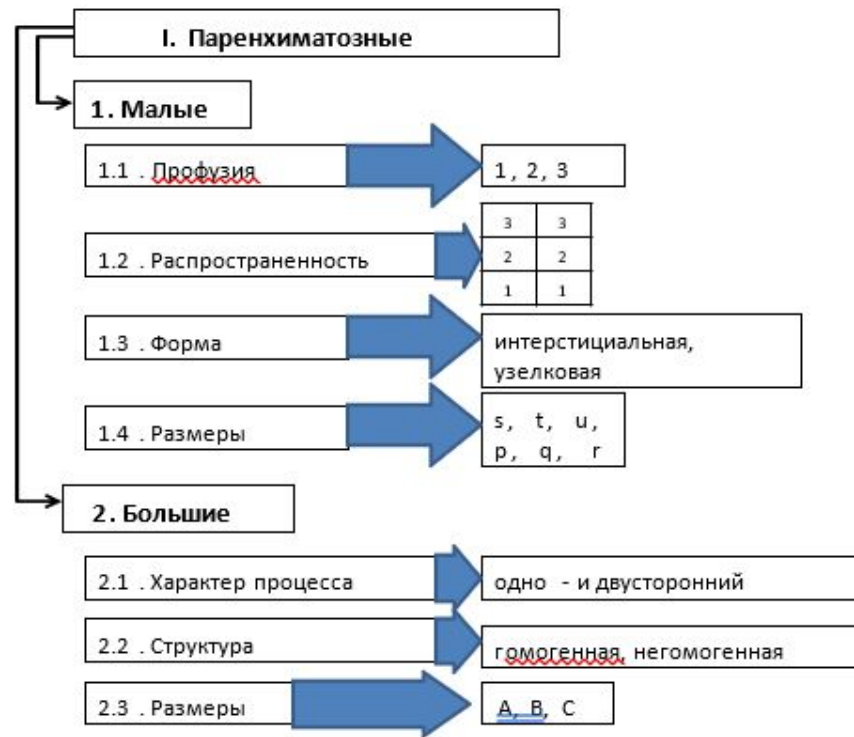 I. Паренхиматозные
1. Малые
1.1 . Профузия
1, 2, 3
1.2 . Распространенность
3 3
2 2
1 1
1.3 . Форма
интерстициальная,
узелковая
1.4 . Размеры
s, t, u,
p, q, r
2. Большие
2.1 . Характер процесса
одно - и двусторонний
2.2 . Структура
гомогенная, негомогенная
2.3 . Размеры
A, B, C